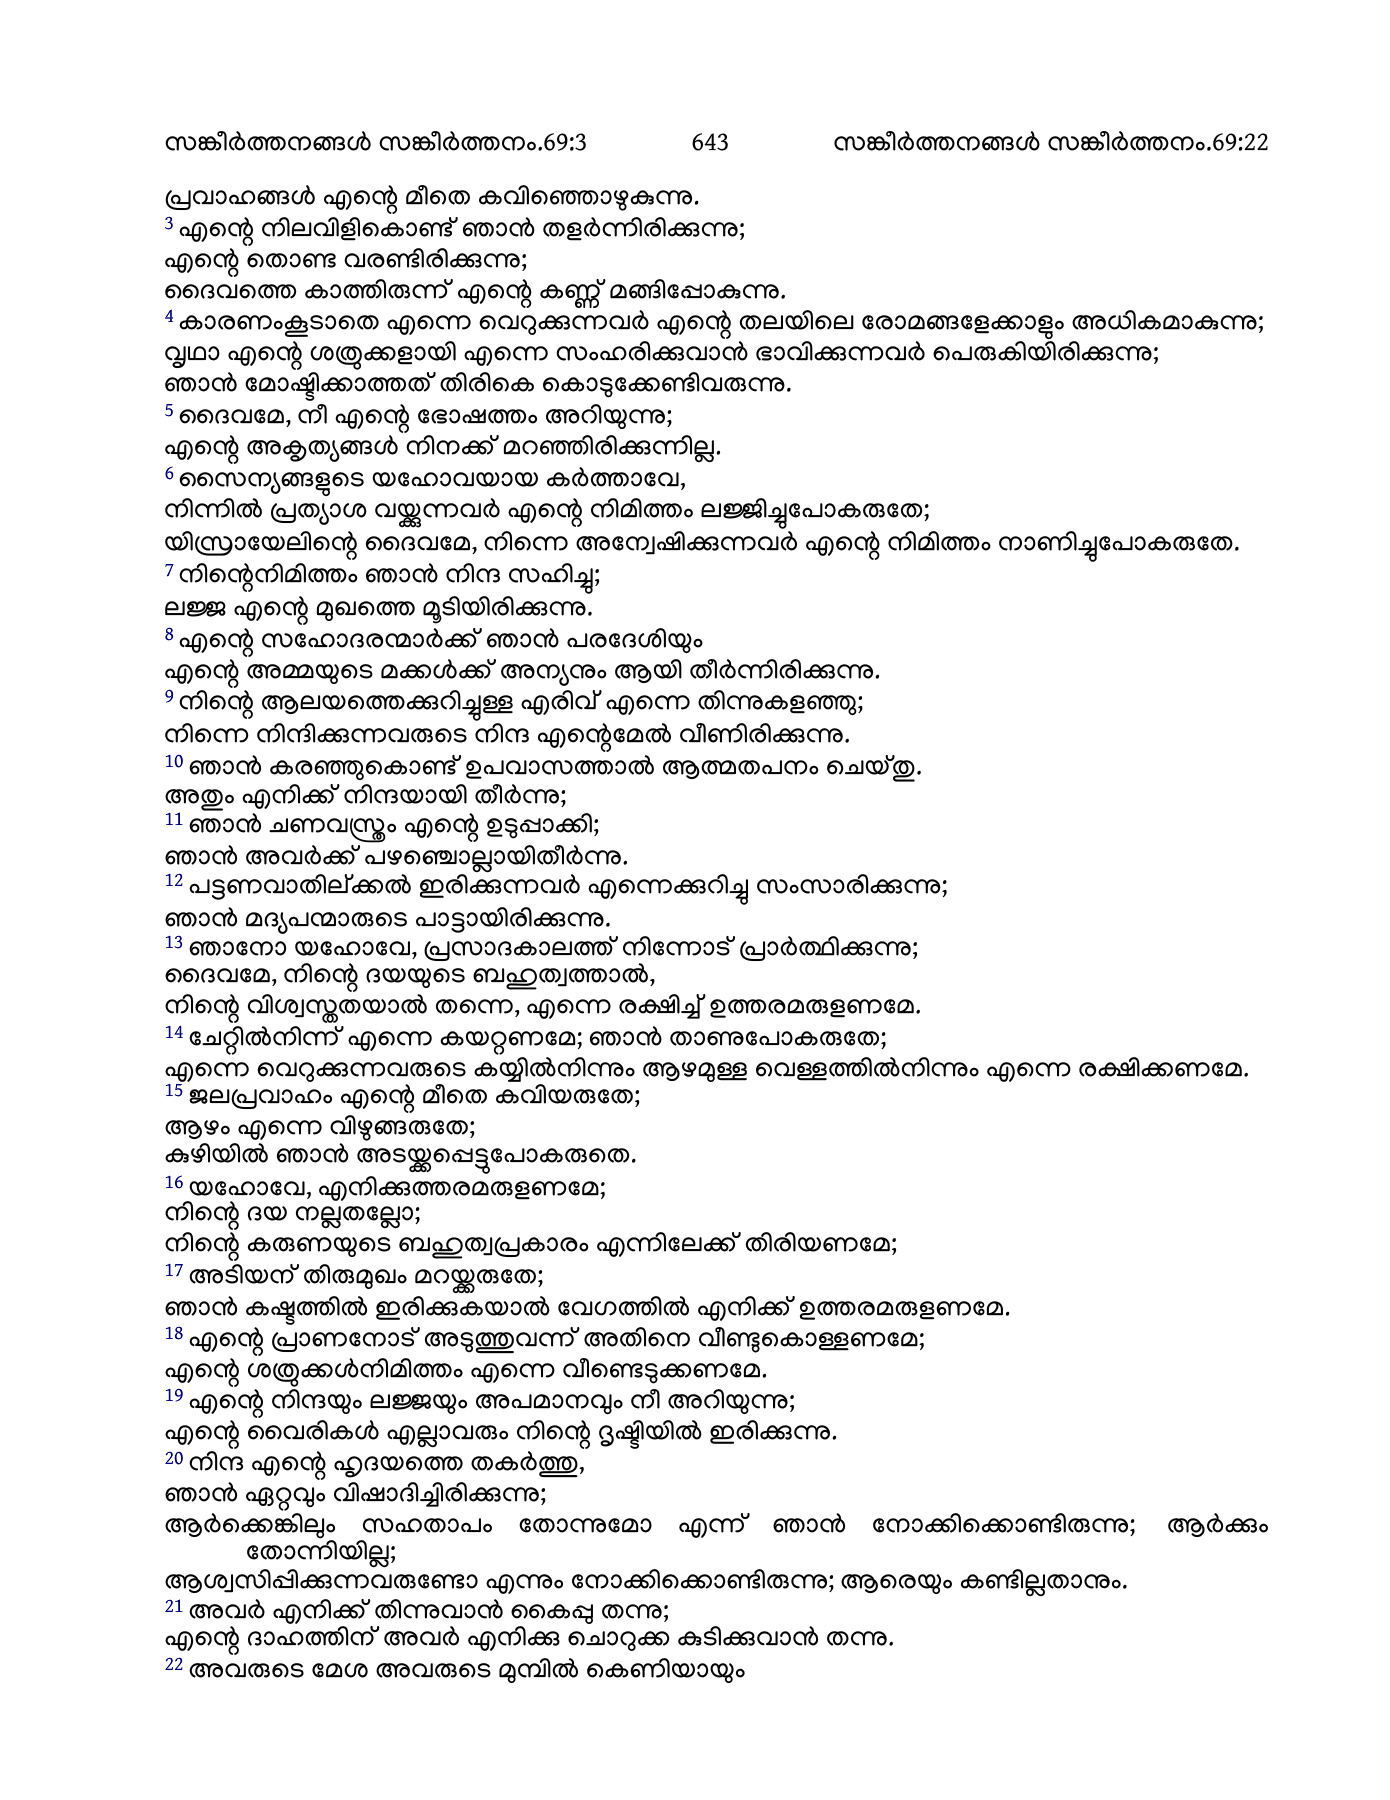 സങ്കീർത്തനങ്ങൾ സങ്കീർത്തനം.69:3 643 സങ്കീർത്തനങ്ങൾ സങ്കീർത്തനം.69:22
പ്രവാഹങ്ങൾ എന്റെ മീതെ കവിഞ്ഞൊഴുകുന്നു.
3 എന്റെ നിലവിളികൊണ്ട് ഞാൻ തളർന്നിരിക്കുന്നു;
എന്റെ തൊണ്ട വരണ്ടിരിക്കുന്നു;
ദൈവത്തെ കാത്തിരുന്ന് എന്റെ കണ്ണ് മങ്ങിപ്പോകുന്നു.
4 കാരണംകൂടാതെ എന്നെ വെറുക്കുന്നവർ എന്റെ തലയിലെ രോമങ്ങളേക്കാളും അധികമാകുന്നു;
വൃഥാ എന്റെ ശത്രുക്കളായി എന്നെ സംഹരിക്കുവാൻ ഭാവിക്കുന്നവർ പെരുകിയിരിക്കുന്നു;
ഞാൻ മോഷ്ടിക്കാത്തത് തിരികെ കൊടുക്കേണ്ടിവരുന്നു.
5 ദൈവമേ, നീ എന്റെ ഭോഷത്തം അറിയുന്നു;
എന്റെ അകൃത്യങ്ങൾ നിനക്ക് മറഞ്ഞിരിക്കുന്നില്ല.
6 സൈന്യങ്ങളുടെ യഹോവയായ കർത്താവേ,
നിന്നിൽ പ്രത്യാശ വയ്ക്കുന്നവർ എന്റെ നിമിത്തം ലജ്ജിച്ചുപോകരുതേ;
യിസ്രായേലിന്റെ ദൈവമേ, നിന്നെ അന്വേഷിക്കുന്നവർ എന്റെ നിമിത്തം നാണിച്ചുപോകരുതേ.
7 നിന്റെനിമിത്തം ഞാൻ നിന്ദ സഹിച്ചു;
ലജ്ജ എന്റെ മുഖത്തെ മൂടിയിരിക്കുന്നു.
8 എന്റെ സഹോദരന്മാർക്ക് ഞാൻ പരദേശിയും
എന്റെ അമ്മയുടെ മക്കൾക്ക് അന്യനും ആയി തീർന്നിരിക്കുന്നു.
9 നിന്റെ ആലയത്തെക്കുറിച്ചുള്ള എരിവ് എന്നെ തിന്നുകളഞ്ഞു;
നിന്നെ നിന്ദിക്കുന്നവരുടെ നിന്ദ എന്റെമേൽ വീണിരിക്കുന്നു.
10 ഞാൻ കരഞ്ഞുകൊണ്ട് ഉപവാസത്താൽ ആത്മതപനം ചെയ്തു.
അതും എനിക്ക് നിന്ദയായി തീർന്നു;
11 ഞാൻ ചണവസ്ത്രം എന്റെ ഉടുപ്പാക്കി;
ഞാൻ അവർക്ക് പഴഞ്ചൊല്ലായിതീർന്നു.
12 പട്ടണവാതില്ക്കൽ ഇരിക്കുന്നവർ എന്നെക്കുറിച്ചു സംസാരിക്കുന്നു;
ഞാൻ മദ്യപന്മാരുടെ പാട്ടായിരിക്കുന്നു.
13 ഞാനോ യഹോവേ, പ്രസാദകാലത്ത് നിന്നോട് പ്രാർത്ഥിക്കുന്നു;
ദൈവമേ, നിന്റെ ദയയുടെ ബഹുത്വത്താൽ,
നിന്റെ വിശ്വസ്തതയാൽ തന്നെ, എന്നെ രക്ഷിച്ച് ഉത്തരമരുളണമേ.
14 ചേറ്റിൽനിന്ന് എന്നെ കയറ്റണമേ; ഞാൻ താണുപോകരുതേ;
എന്നെ വെറുക്കുന്നവരുടെ കയ്യിൽനിന്നും ആഴമുള്ള വെള്ളത്തിൽനിന്നും എന്നെ രക്ഷിക്കണമേ.
15 ജലപ്രവാഹം എന്റെ മീതെ കവിയരുതേ;
ആഴം എന്നെ വിഴുങ്ങരുതേ;
കുഴിയിൽ ഞാൻ അടയ്ക്കപ്പെട്ടുപോകരുതെ.
16 യഹോവേ, എനിക്കുത്തരമരുളണമേ;
നിന്റെ ദയ നല്ലതല്ലോ;
നിന്റെ കരുണയുടെ ബഹുത്വപ്രകാരം എന്നിലേക്ക് തിരിയണമേ;
17 അടിയന് തിരുമുഖം മറയ്ക്കരുതേ;
ഞാൻ കഷ്ടത്തിൽ ഇരിക്കുകയാൽ വേഗത്തിൽ എനിക്ക് ഉത്തരമരുളണമേ.
18 എന്റെ പ്രാണനോട് അടുത്തുവന്ന് അതിനെ വീണ്ടുകൊള്ളണമേ;
എന്റെ ശത്രുക്കൾനിമിത്തം എന്നെ വീണ്ടെടുക്കണമേ.
19 എന്റെ നിന്ദയും ലജ്ജയും അപമാനവും നീ അറിയുന്നു;
എന്റെ വൈരികൾ എല്ലാവരും നിന്റെ ദൃഷ്ടിയിൽ ഇരിക്കുന്നു.
20 നിന്ദ എന്റെ ഹൃദയത്തെ തകർത്തു,
ഞാൻ ഏറ്റവും വിഷാദിച്ചിരിക്കുന്നു;
ആർക്കെങ്കിലും സഹതാപം തോന്നുമോ എന്ന് ഞാൻ നോക്കിക്കൊണ്ടിരുന്നു; ആർക്കും
തോന്നിയില്ല;
ആശ്വസിപ്പിക്കുന്നവരുണ്ടോ എന്നും നോക്കിക്കൊണ്ടിരുന്നു; ആരെയും കണ്ടില്ലതാനും.
21 അവർ എനിക്ക് തിന്നുവാൻ കൈപ്പു തന്നു;
എന്റെ ദാഹത്തിന് അവർ എനിക്കു ചൊറുക്ക കുടിക്കുവാൻ തന്നു.
22 അവരുടെ മേശ അവരുടെ മുമ്പിൽ കെണിയായും